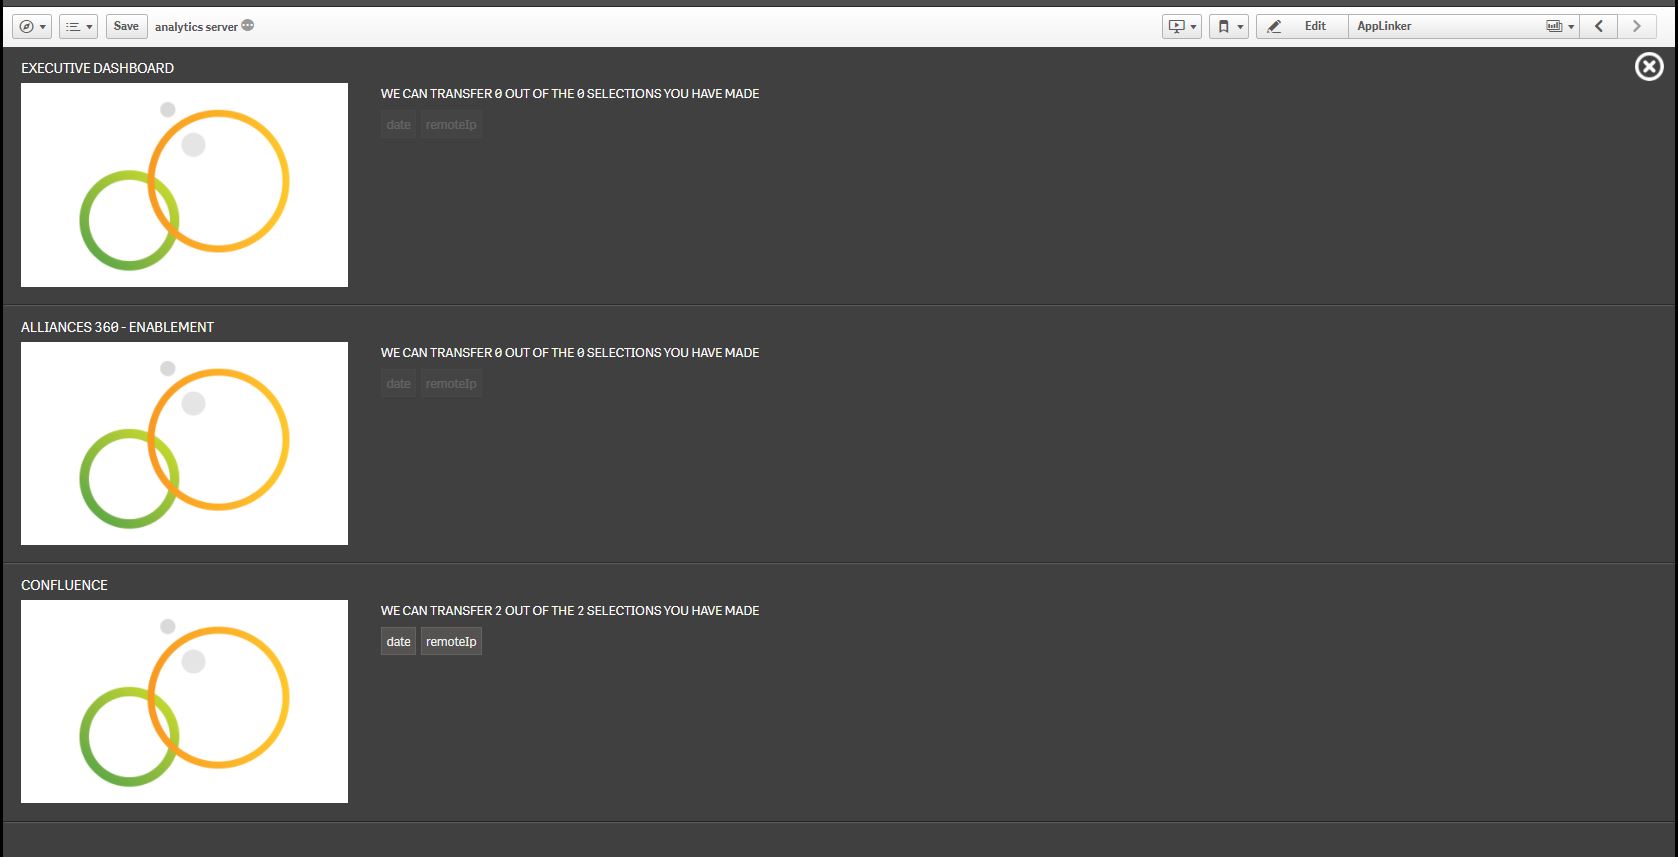 Save analytics server Edit AppLinker
EXECUTIVE DASHBOARD
WE CAN TRANSFER 0 OUT OF THE 0 SELECTIONS YOU HAVE MADE
date remoteIp
ALLIANCES 360 - ENABLEMENT
WE CAN TRANSFER 0 OUT OF THE 0 SELECTIONS YOU HAVE MADE
date remoteIp
CONFLUENCE
WE CAN TRANSFER 2 OUT OF THE 2 SELECTIONS YOU HAVE MADE
date remoteIp